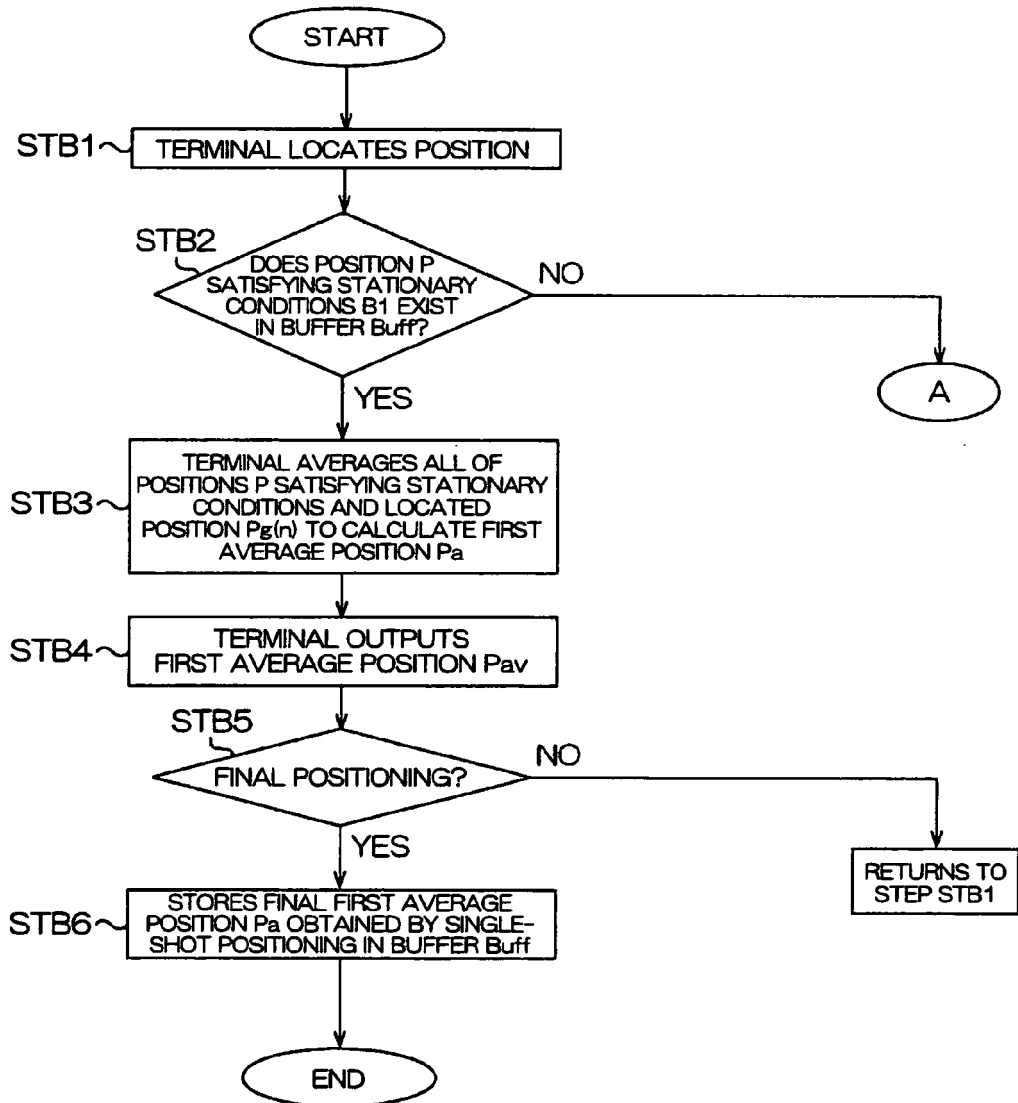 START
STB1
TERMINAL LOCATES POSITION
STB2
DOES POSITION P
SATISFYING STATIONARY
CONDITIONS B1 EXIST
IN BUFFER Buff?
NO
A
YES
STB3
TERMINAL AVERAGES ALL OF
POSITIONS P SATISFYING STATIONARY
CONDITIONS AND LOCATED
POSITION Pg(n) TO CALCULATE FIRST
AVERAGE POSITION Pa
STB4
TERMINAL OUTPUTS
FIRST AVERAGE POSITION Pav
STB5
FINAL POSITIONING?
NO
YES
RETURNS TO
STEP STB1
STB6
STORES FINAL FIRST AVERAGE
POSITION Pa OBTAINED BY SINGLE-
SHOT POSITIONING IN BUFFER Buff
END